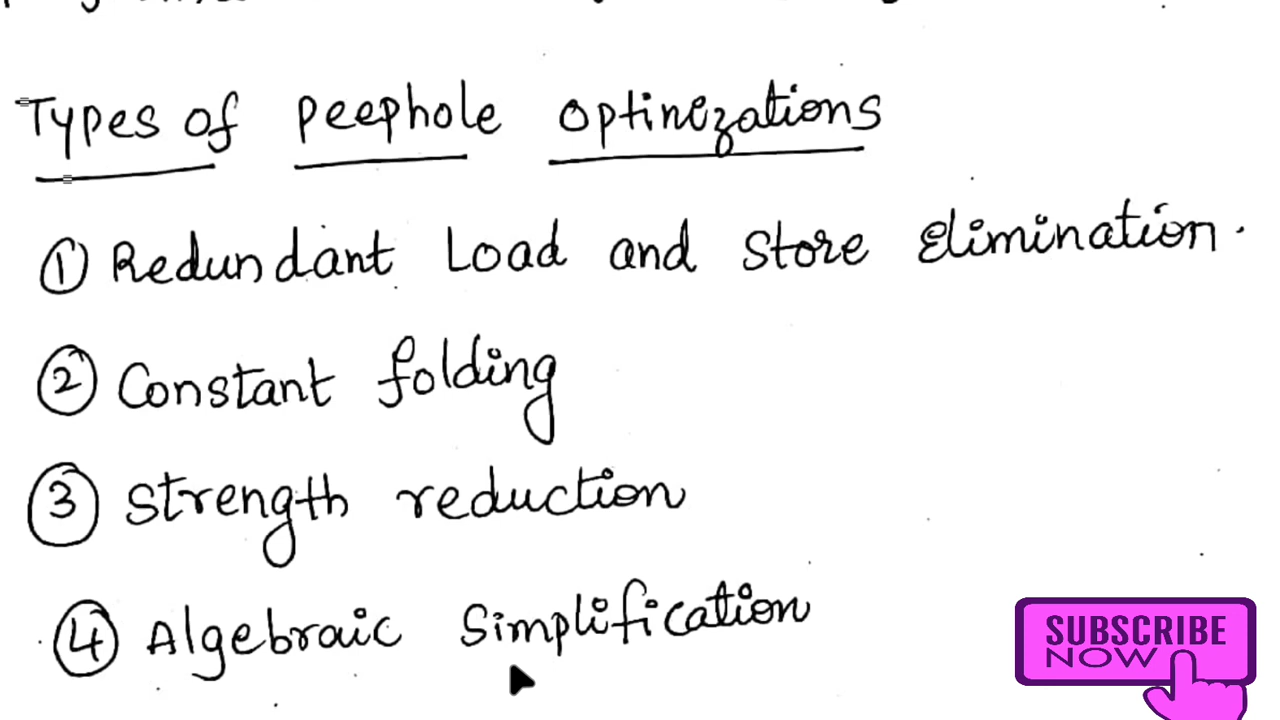 Types of Peephole Optimezations
① Redundant Load and Store Elimination.
② Constant folding
③ Strength reduction
④ Algebraic Simplification
SUBSCRIBE
NOW